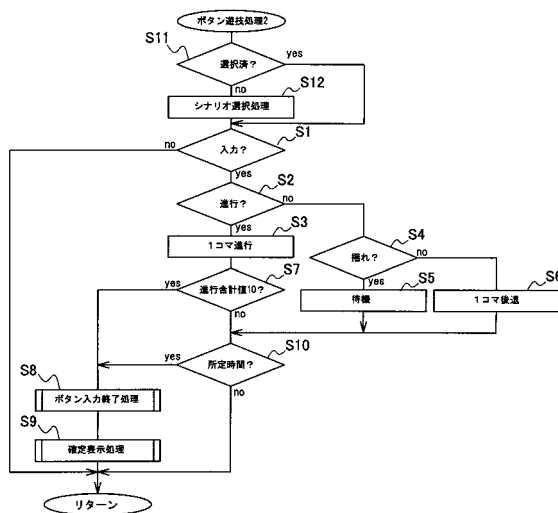 ボタン遊技処理2
S11
選択済？
yes
no
S12
シナリオ選択処理
S1
no
入力？
yes
S2
進行？
no
yes
S3
1コマ進行
S4
揺れ？
no
yes
S7
yes
進行合計値10？
no
S5
待機
S6
1コマ後退
S10
yes
所定時間？
no
S8
ボタン入力終了処理
S9
確定表示処理
リターン